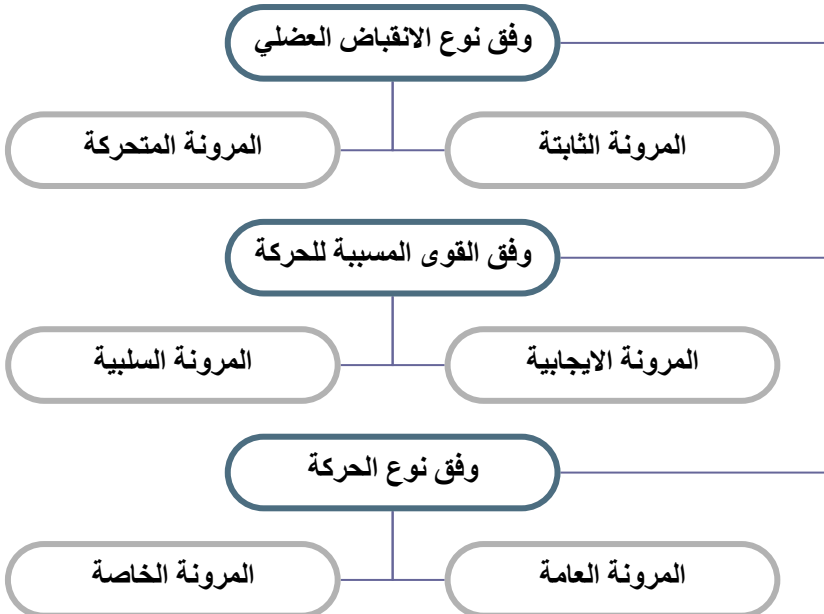 وفق نوع الانقباض العضلي
المرونة الثابتة
المرونة المتحركة
وفق القوى المسببة للحركة
المرونة الايجابية
المرونة السلبية
وفق نوع الحركة
المرونة العامة
المرونة الخاصة